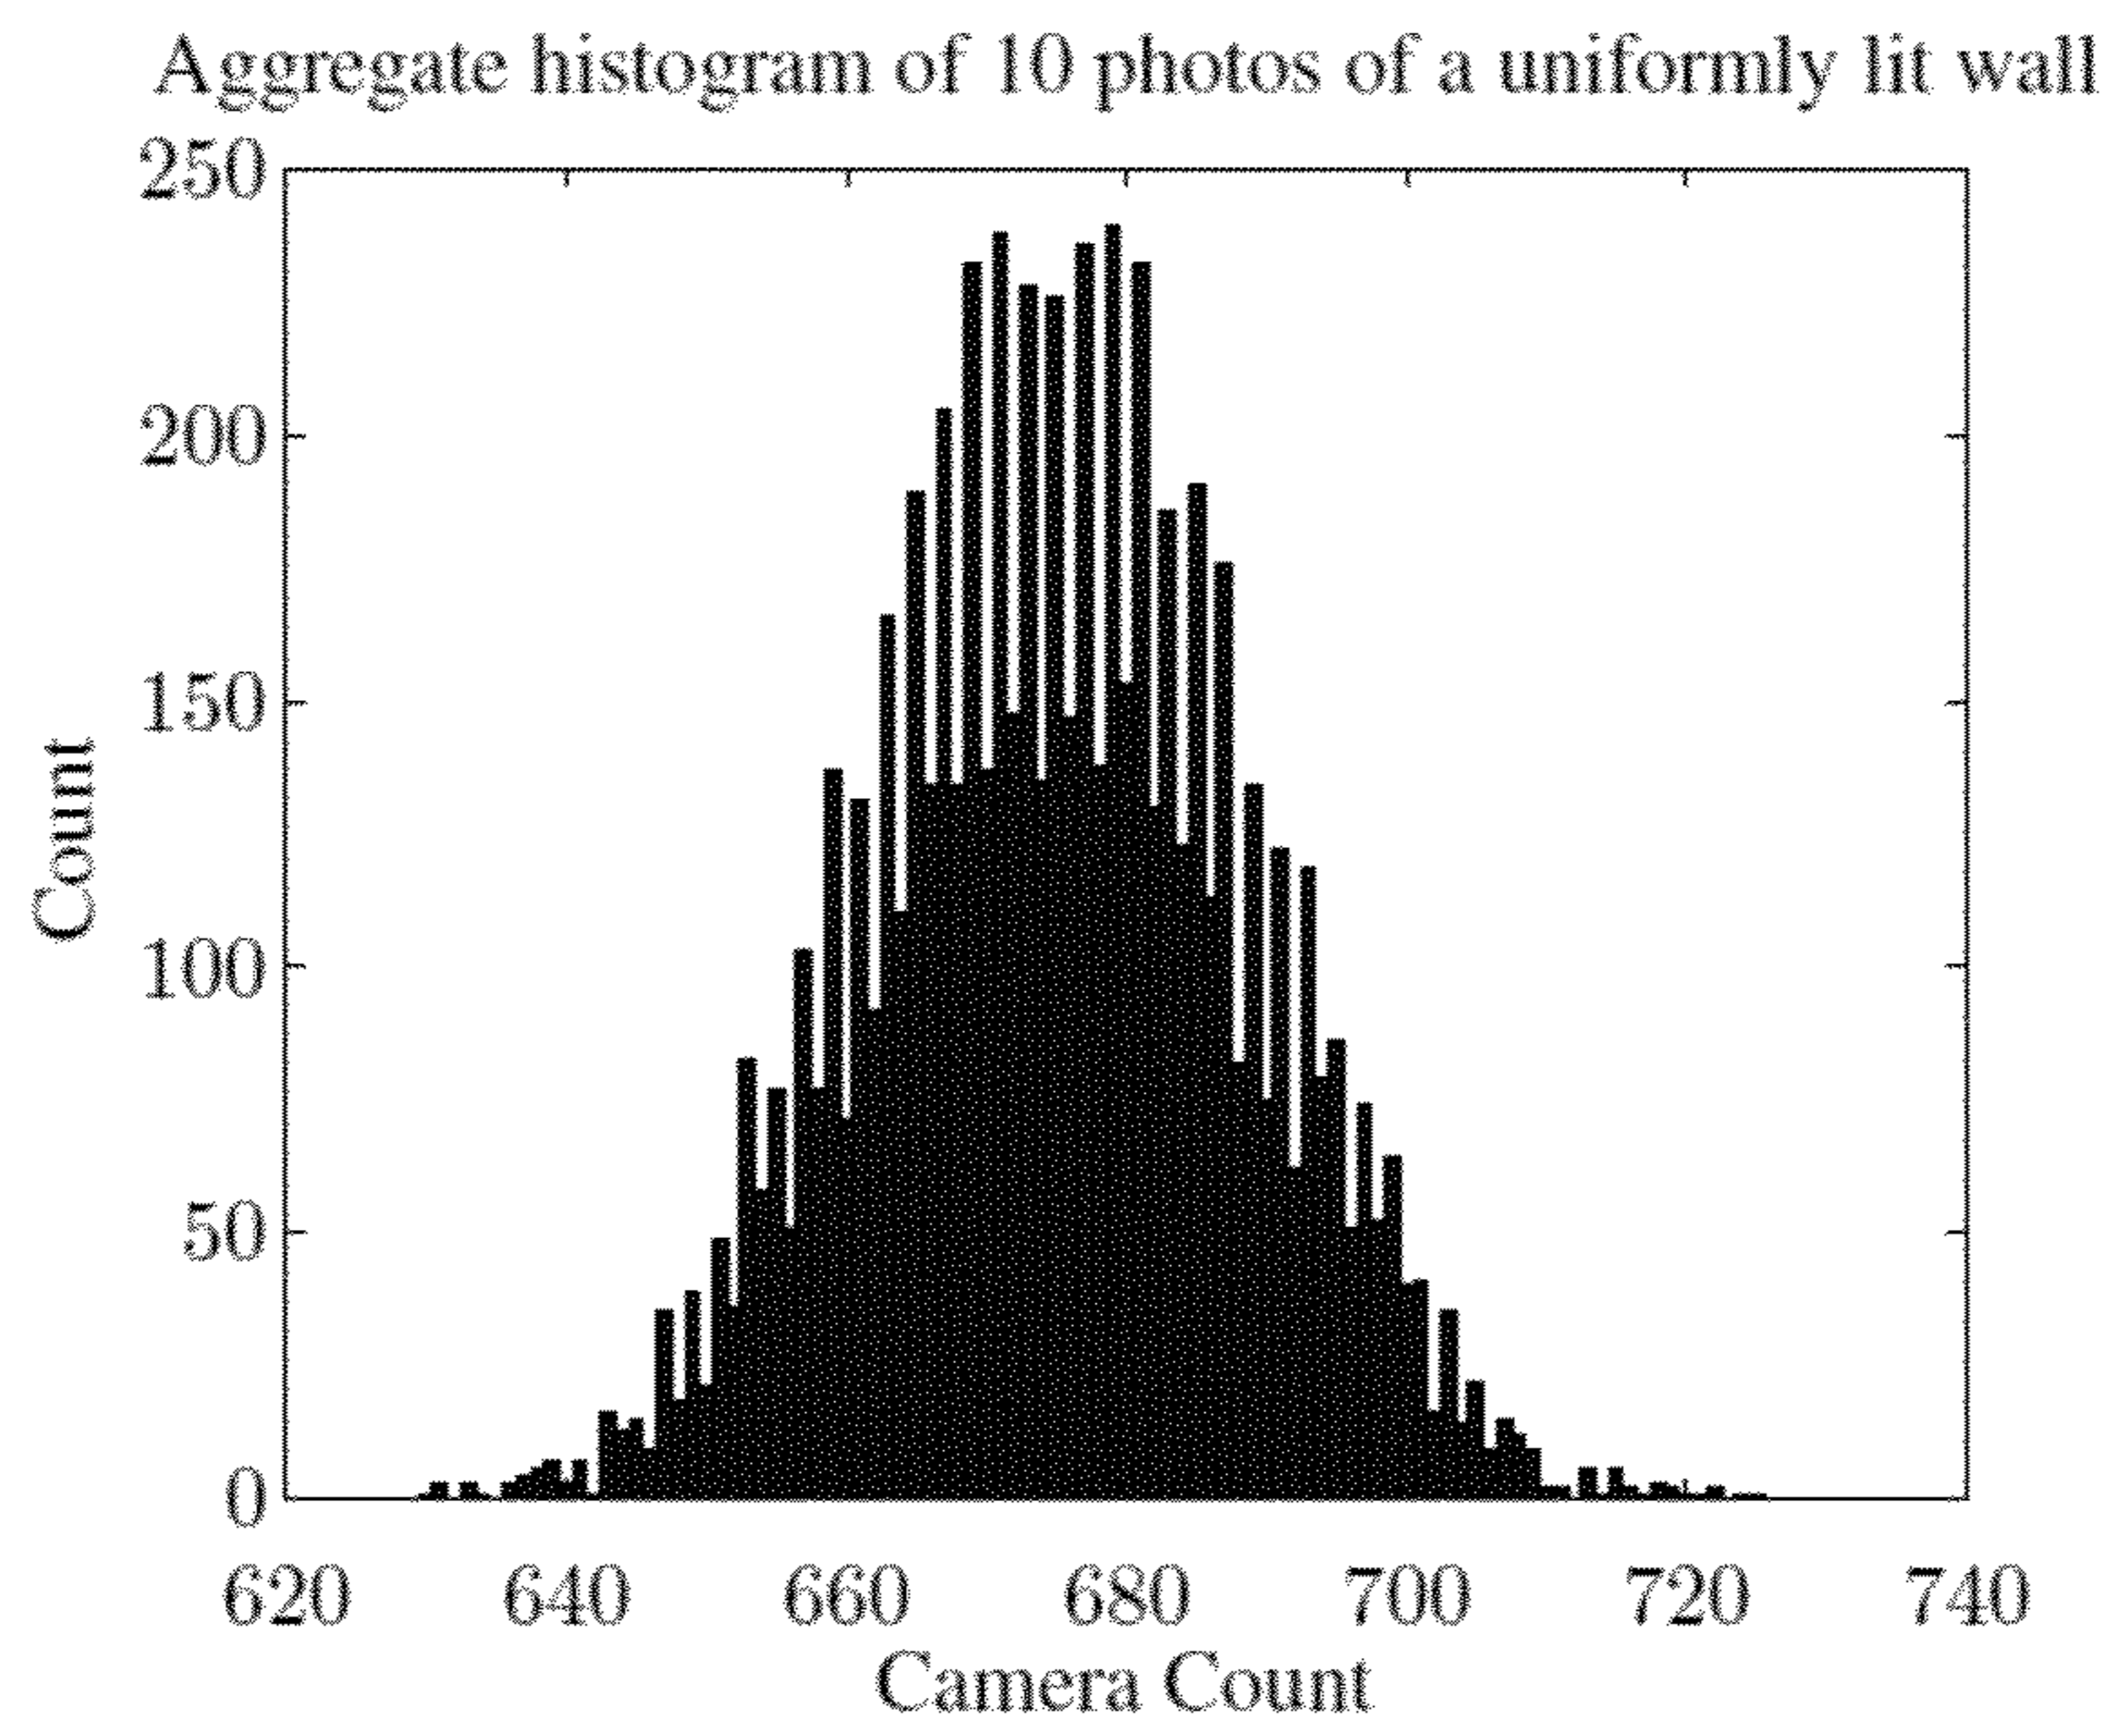 Aggregate histogram of 10 photos of a uniformly lit wall
250
200
150
100
50
0
Count
620 640 660 680 700 720 740
Camera Count